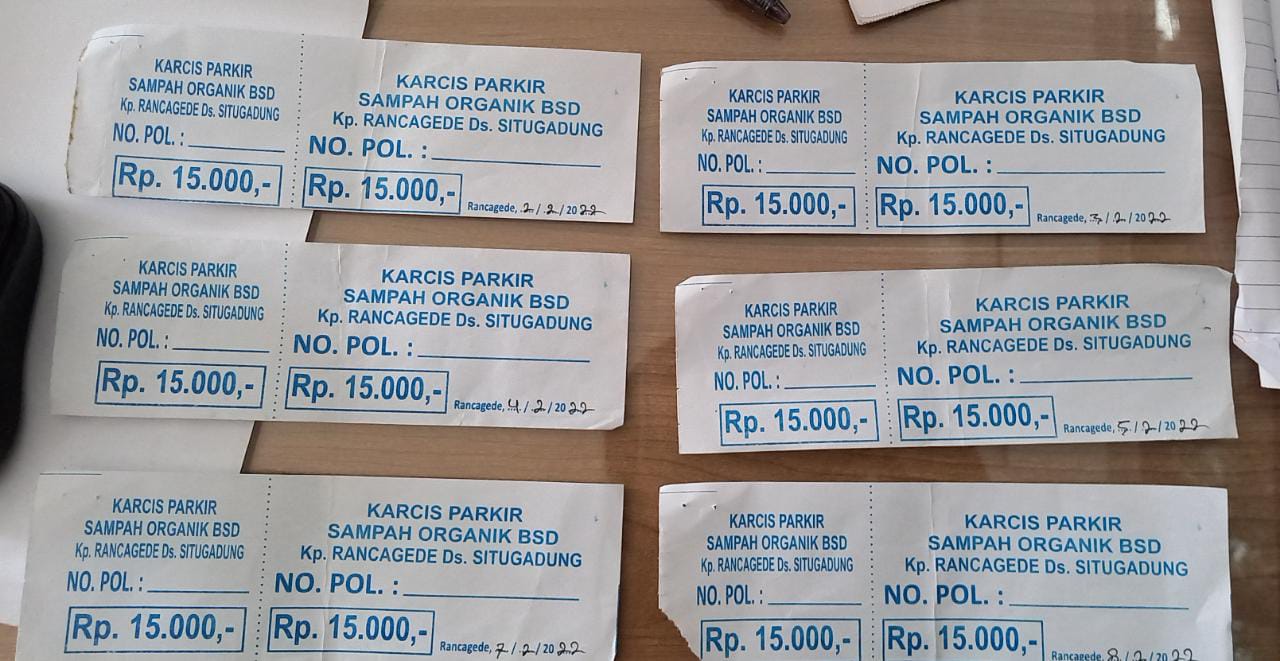 KARCIS PARKIR
SAMPAH ORGANIK BSD
Kp. RANCAGEDE Ds. SITUGADUNG
NO. POL. :
Rp. 15.000,-
KARCIS PARKIR
SAMPAH ORGANIK BSD
Kp. RANCAGEDE Ds. SITUGADUNG
NO. POL. :
Rp. 15.000,-
Rancagede, 2/2/2022
KARCIS PARKIR
SAMPAH ORGANIK BSD
Kp. RANCAGEDE Ds. SITUGADUNG
NO. POL. :
Rp. 15.000,-
KARCIS PARKIR
SAMPAH ORGANIK BSD
Kp. RANCAGEDE Ds. SITUGADUNG
NO. POL. :
Rp. 15.000,-
Rancagede, 3/2/2022
KARCIS PARKIR
SAMPAH ORGANIK BSD
Kp. RANCAGEDE Ds. SITUGADUNG
NO. POL. :
Rp. 15.000,-
KARCIS PARKIR
SAMPAH ORGANIK BSD
Kp. RANCAGEDE Ds. SITUGADUNG
NO. POL. :
Rp. 15.000,-
Rancagede, 4/2/2022
KARCIS PARKIR
SAMPAH ORGANIK BSD
Kp. RANCAGEDE Ds. SITUGADUNG
NO. POL. :
Rp. 15.000,-
KARCIS PARKIR
SAMPAH ORGANIK BSD
Kp. RANCAGEDE Ds. SITUGADUNG
NO. POL. :
Rp. 15.000,-
Rancagede, 5/2/2022
KARCIS PARKIR
SAMPAH ORGANIK BSD
Kp. RANCAGEDE Ds. SITUGADUNG
NO. POL. :
Rp. 15.000,-
KARCIS PARKIR
SAMPAH ORGANIK BSD
Kp. RANCAGEDE Ds. SITUGADUNG
NO. POL. :
Rp. 15.000,-
Rancagede, 7/2/2022
KARCIS PARKIR
SAMPAH ORGANIK BSD
Kp. RANCAGEDE Ds. SITUGADUNG
NO. POL. :
Rp. 15.000,-
KARCIS PARKIR
SAMPAH ORGANIK BSD
Kp. RANCAGEDE Ds. SITUGADUNG
NO. POL. :
Rp. 15.000,-
Rancagede, 8/2/2022